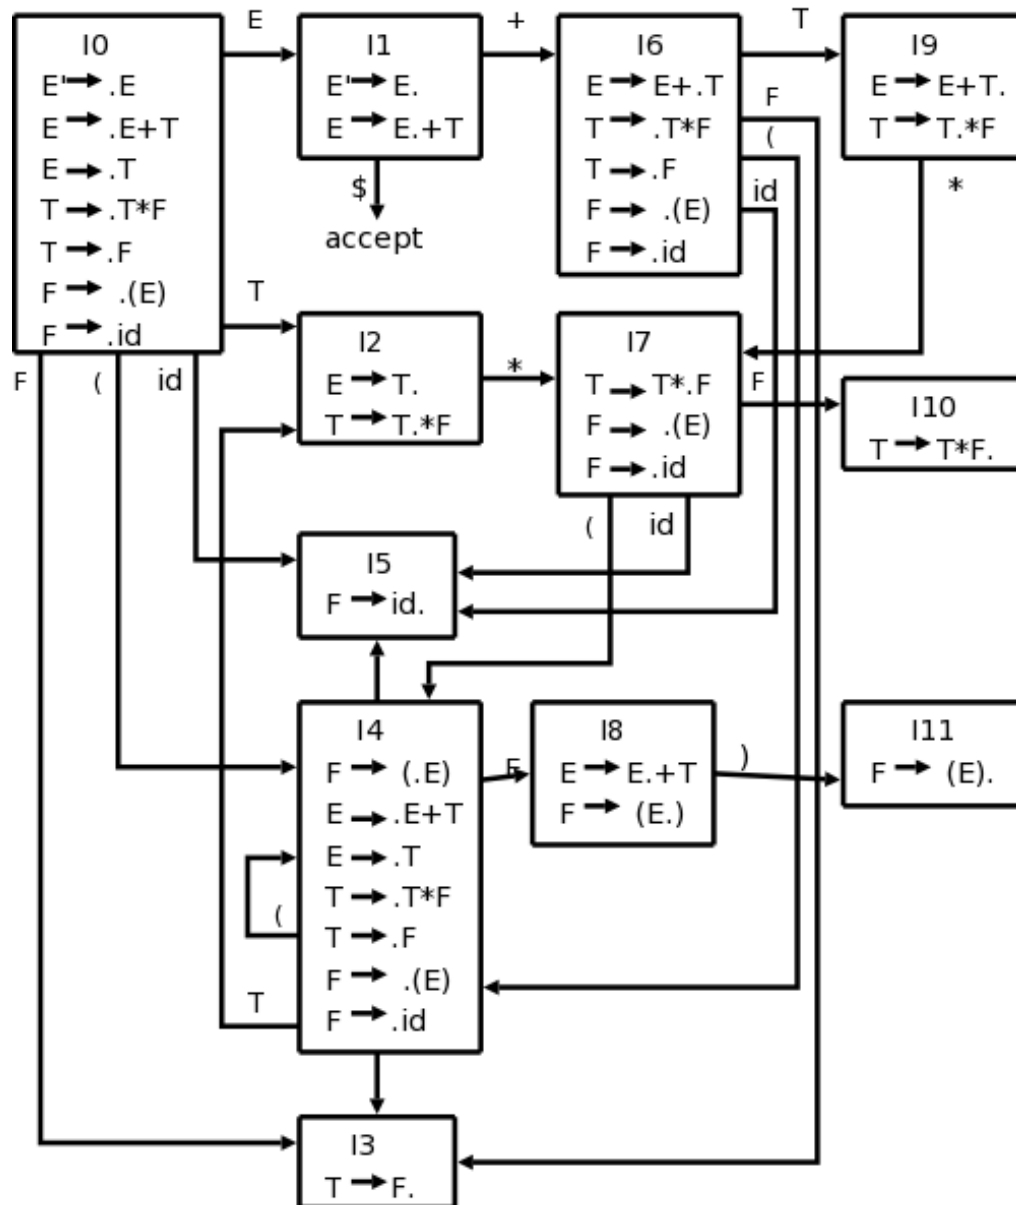 I0
E'→ .E
E → .E+T
E → .T
T → .T*F
T → .F
F → .(E)
F → .id
E
I1
E'→ E.
E → E.+T
$
accept
+
I6
E → E+.T
T → .T*F
T → .F
F → .(E)
F → .id
T
F
(
id
I9
E → E+T.
T → T.*F
*
T
I2
E → T.
T → T.*F
*
I7
T → T*.F
F → .(E)
F → .id
F
I10
T → T*F.
F
(
id
(
id
I5
F → id.
I4
F → (.E)
E → .E+T
E → .T
T → .T*F
T → .F
F → .(E)
F → .id
(
T
I8
E → E.+T
F → (E.)
)
I11
F → (E).
I3
T → F.